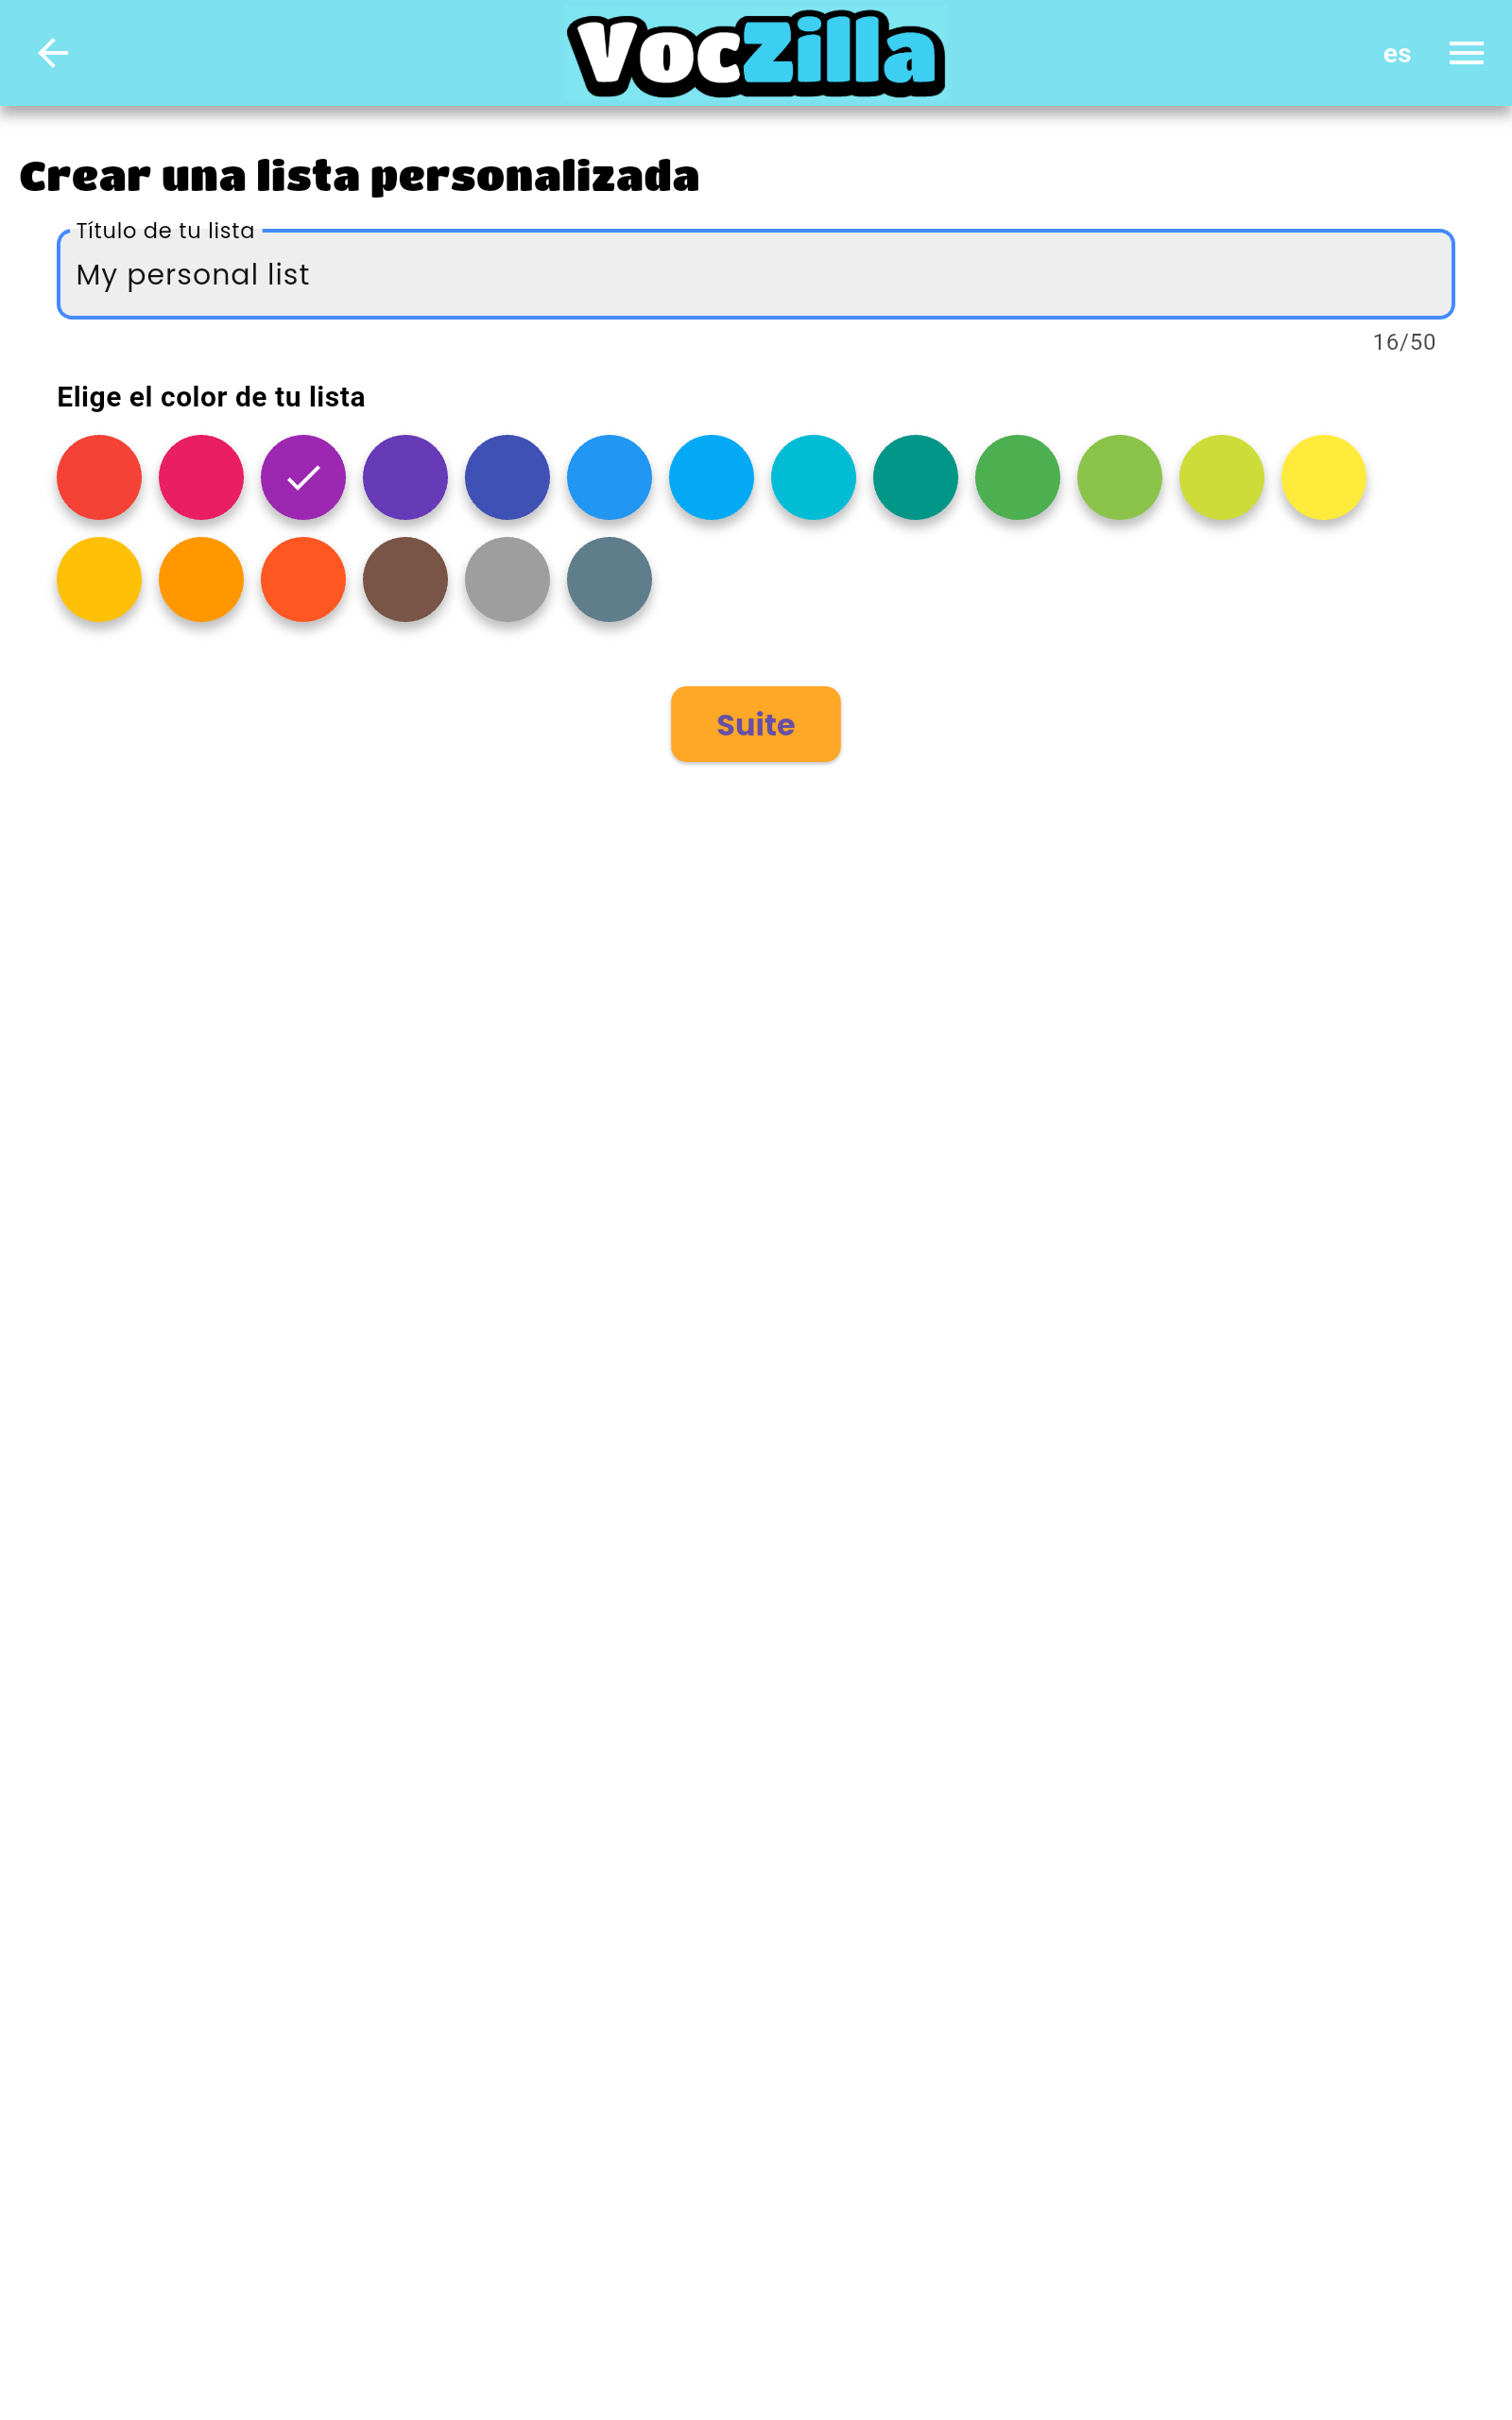 VocZilla
es
Crear una lista personalizada
Título de tu lista
My personal list
16/50
Elige el color de tu lista
Suite